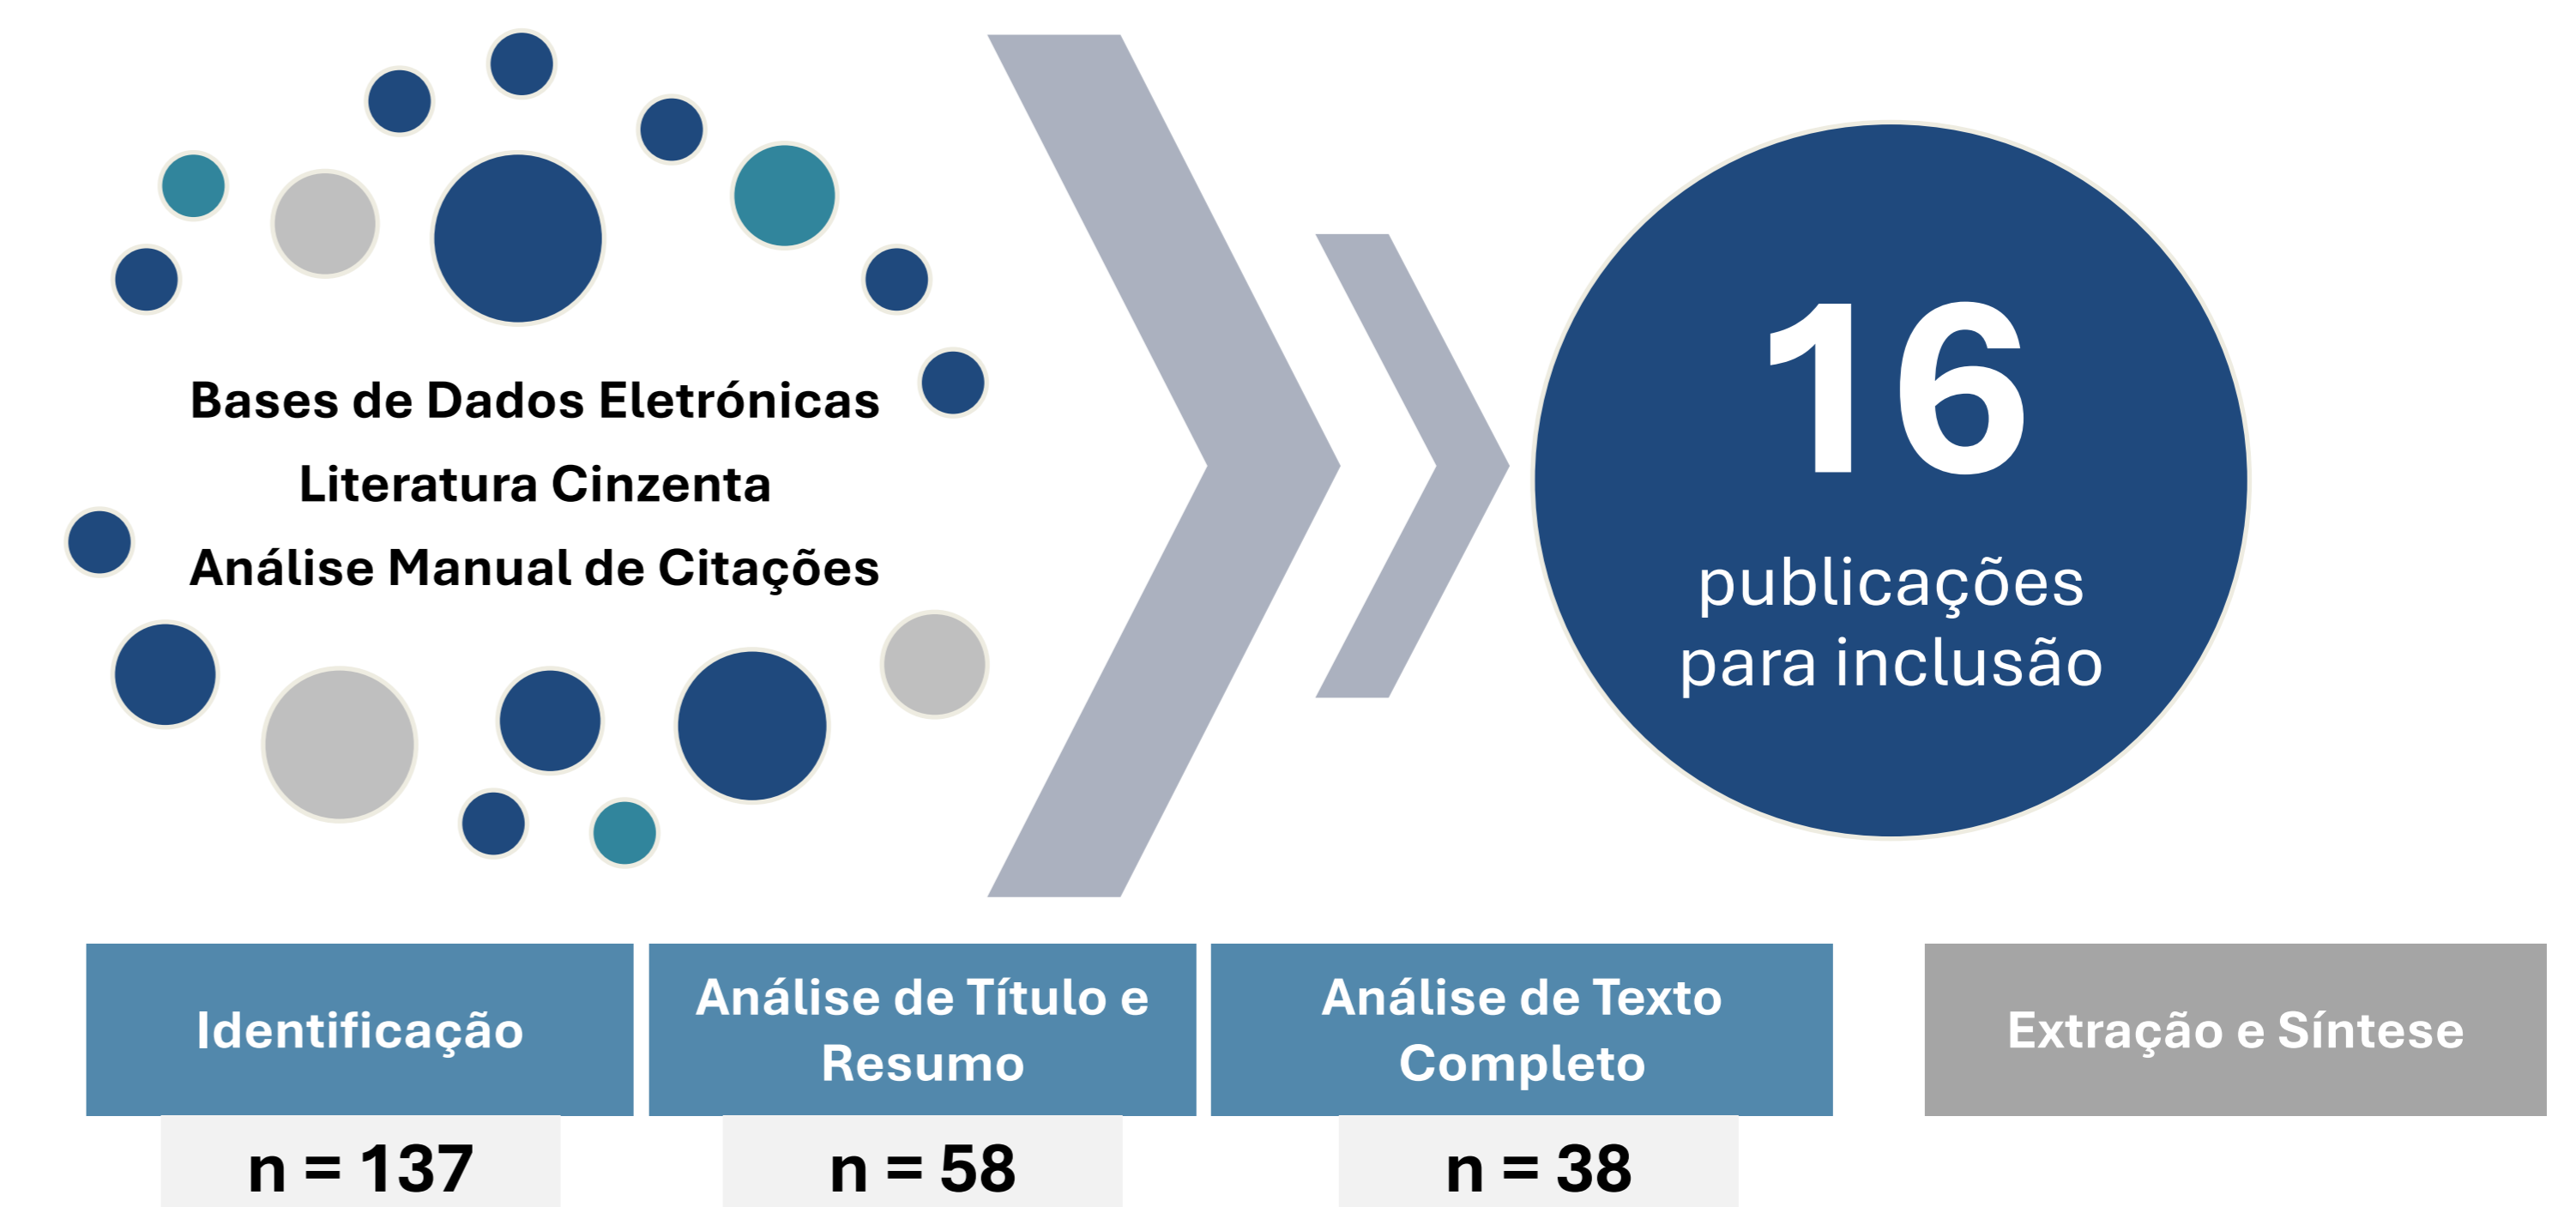 Bases de Dados Eletrónicas
Literatura Cinzenta
Análise Manual de Citações
16
publicações
para inclusão
Identificação
n = 137
Análise de Título e
Resumo
n = 58
Análise de Texto
Completo
n = 38
Extração e Síntese